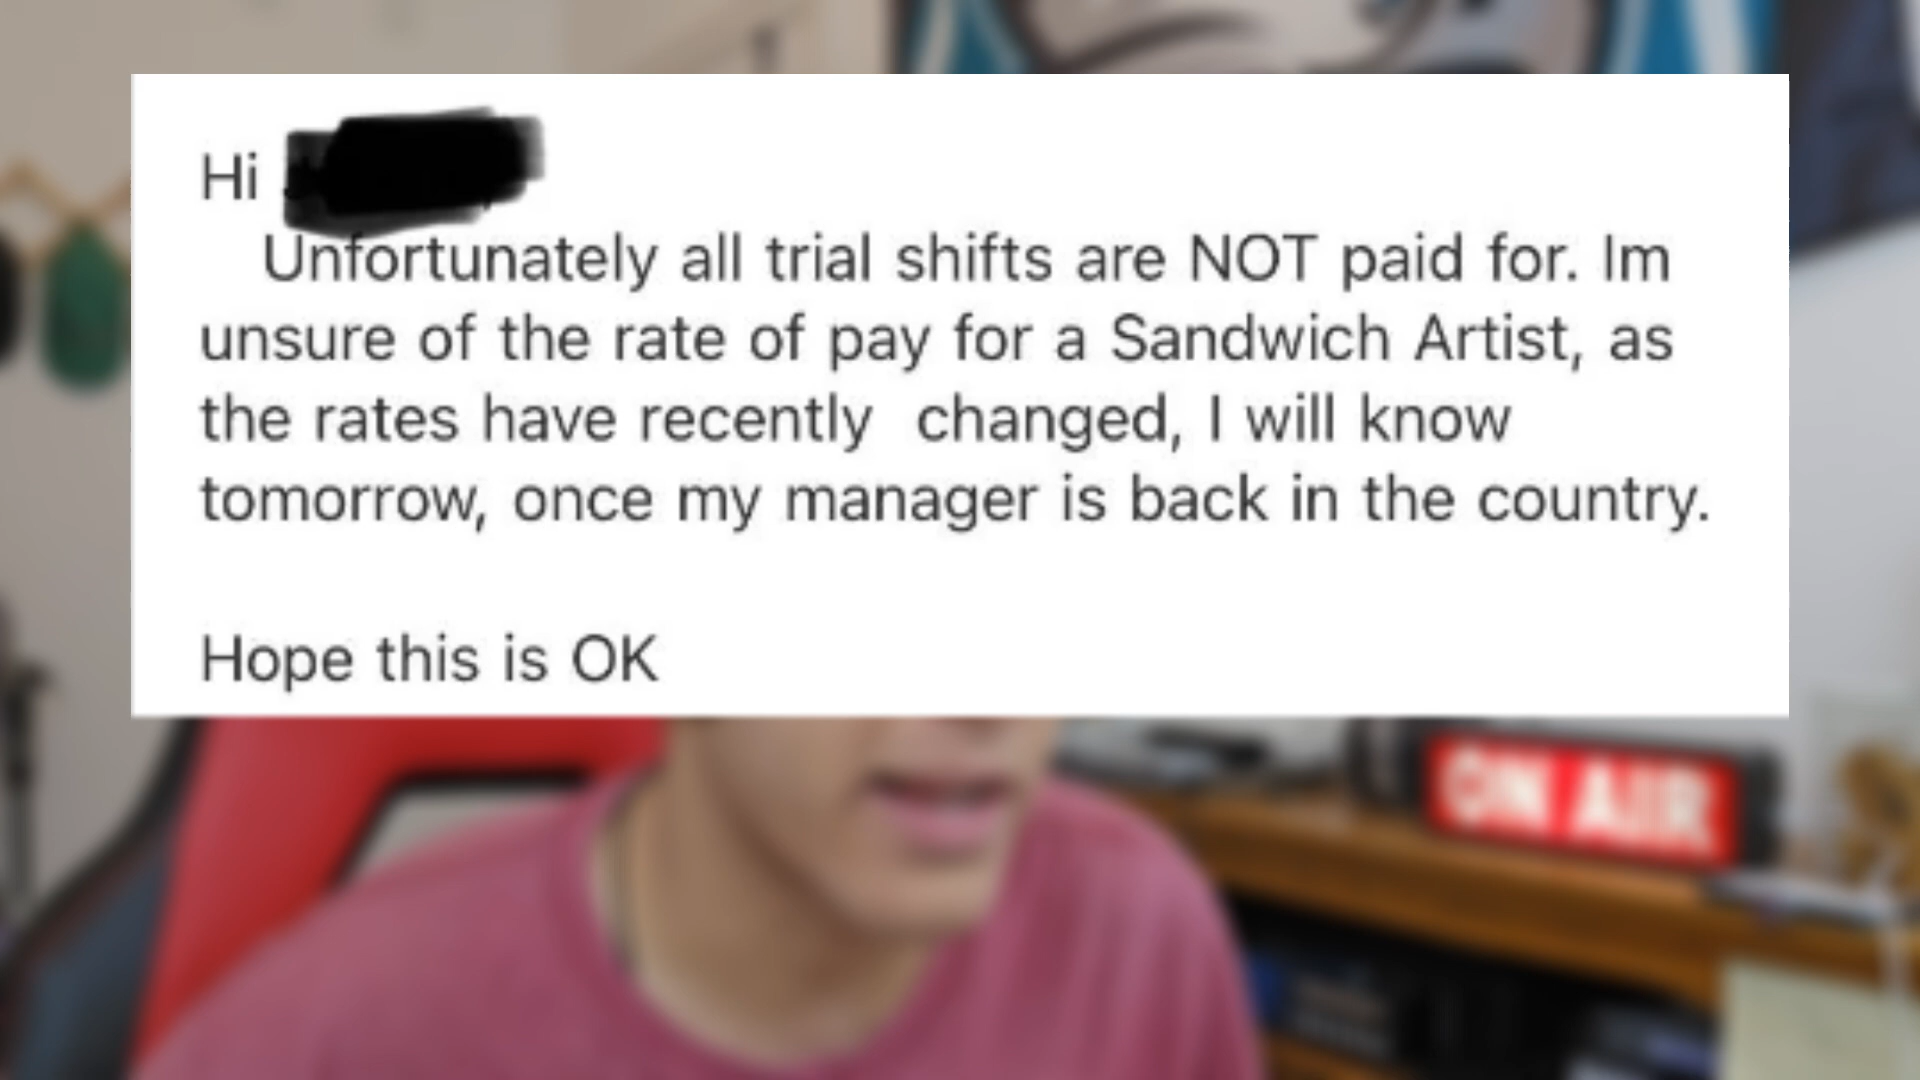 Hi
Unfortunately all trial shifts are NOT paid for. Im
unsure of the rate of pay for a Sandwich Artist, as
the rates have recently  changed, I will know
tomorrow, once my manager is back in the country.
Hope this is OK
ON AIR